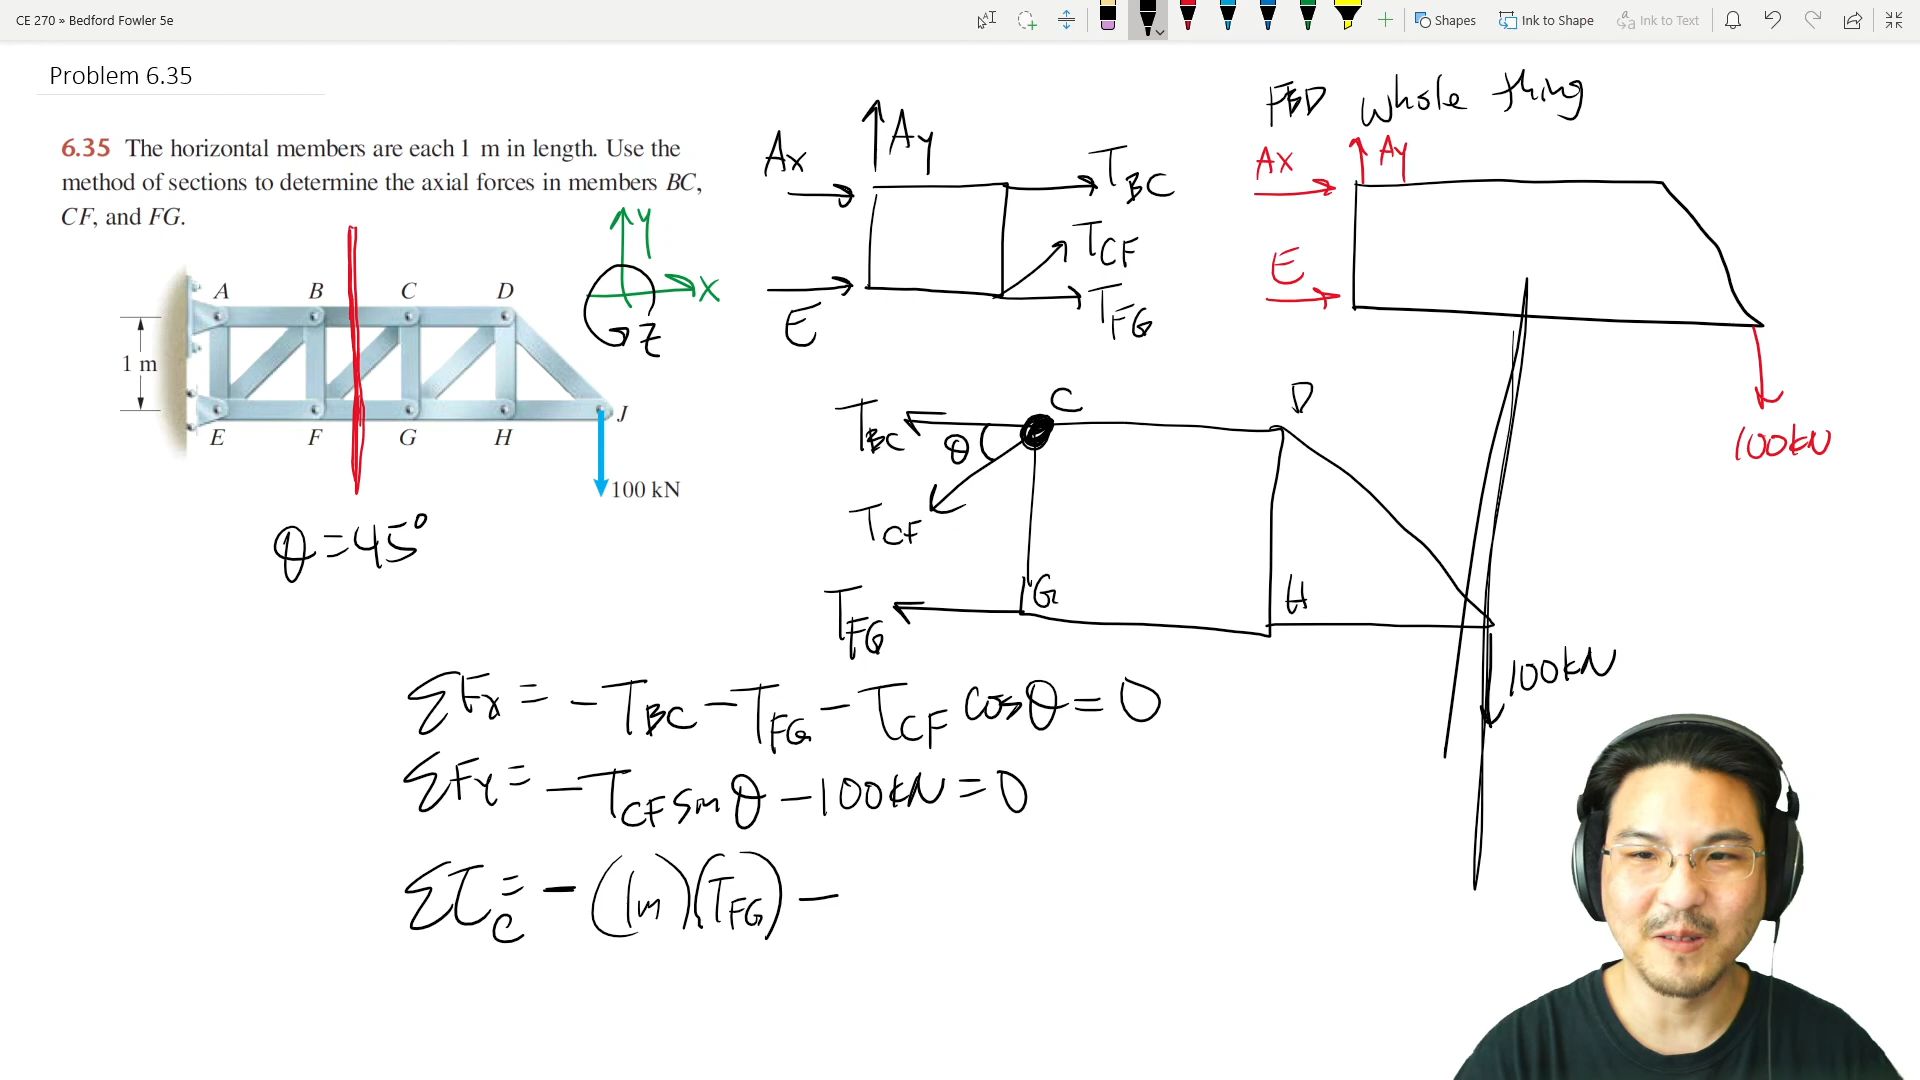 CE 270 » Bedford Fowler 5e
Shapes
Ink to Shape
Ink to Text
Problem 6.35
6.35 The horizontal members are each 1 m in length. Use the
method of sections to determine the axial forces in members BC,
CF, and FG.
A B C D
1 m
E F G H J
100 kN
Y
X
Z
θ=45°
Ax
Ay
TBC
TCF
E
TFG
FBD whole thing
Ax
Ay
E
100kN
C
D
TBC
θ
TCF
G
H
TFG
100kN
ΣFx = -TBC -TFG - TCF cosθ = 0
ΣFy = -TCF sinθ -100kN = 0
Στc = - (1m)(TFG) -